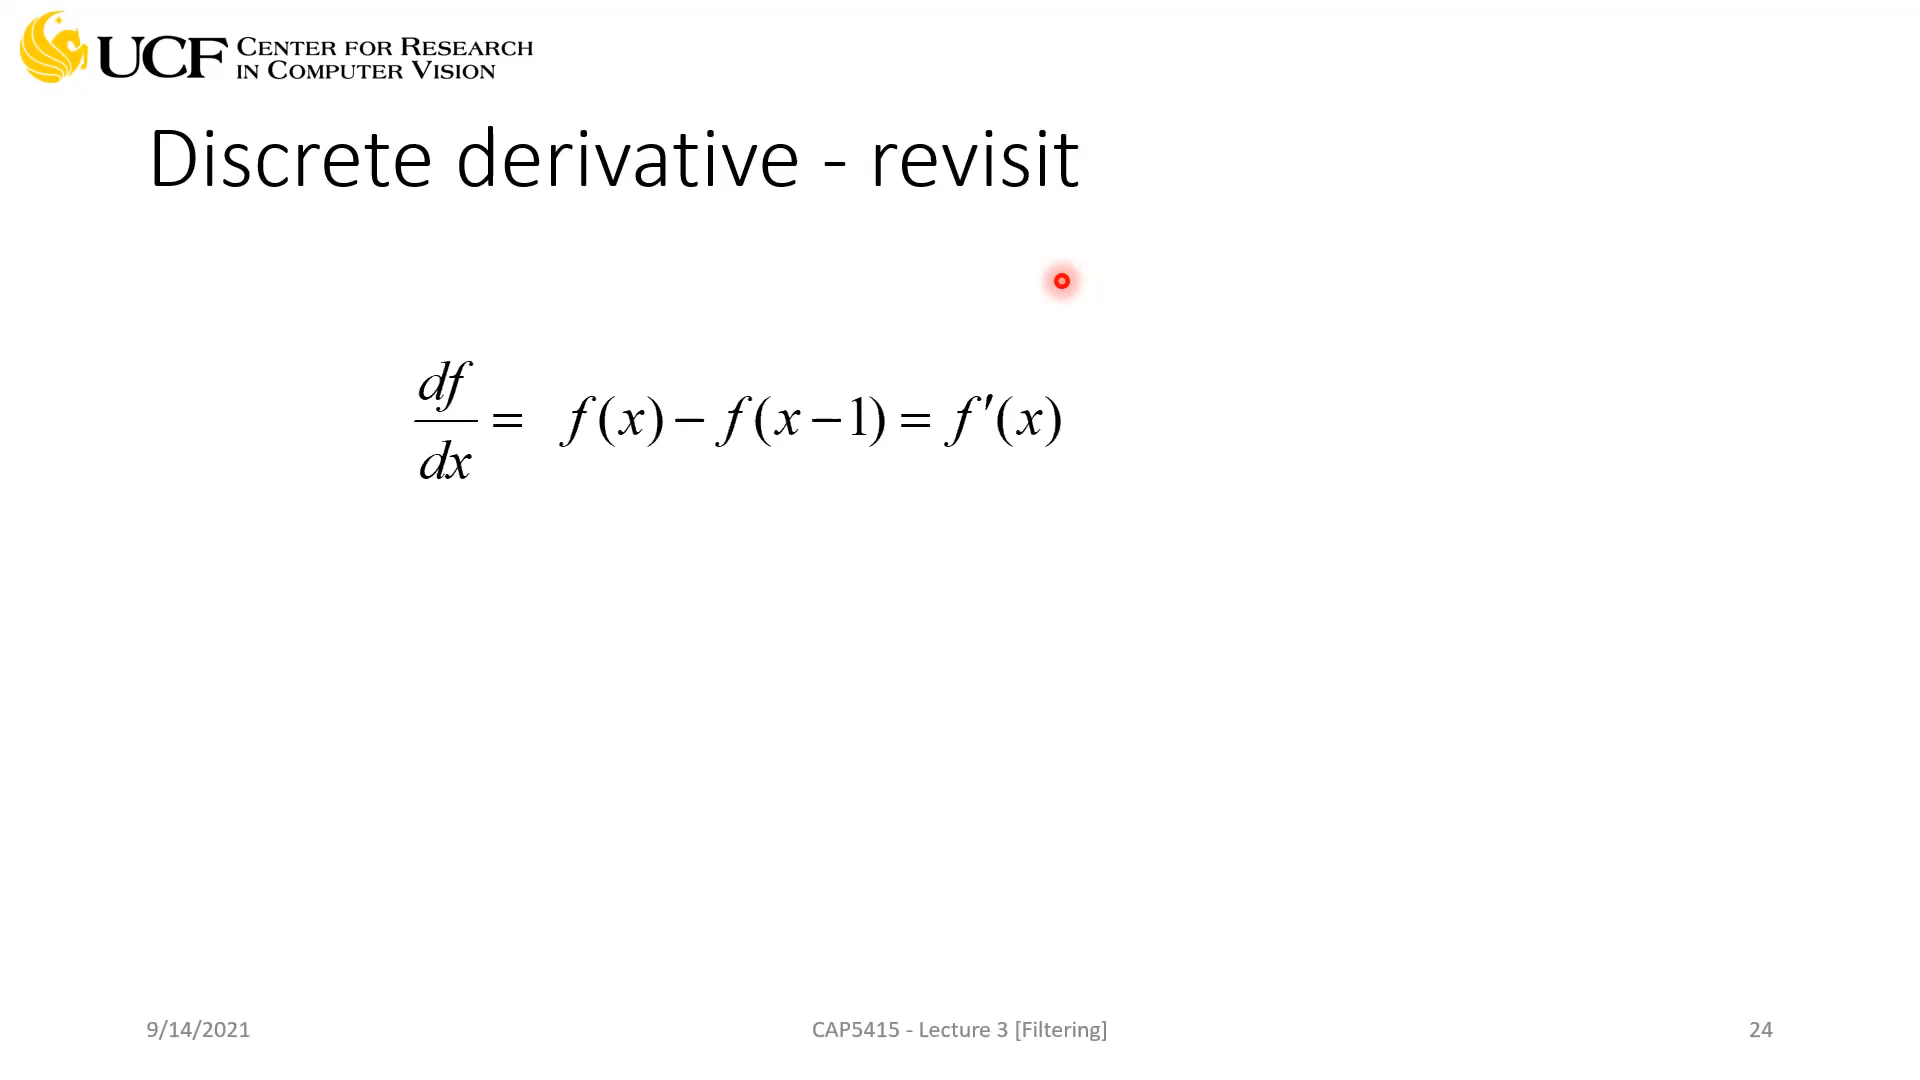 UCF CENTER FOR RESEARCH
IN COMPUTER VISION
Discrete derivative - revisit
df/dx = f(x) − f(x−1) = f′(x)
9/14/2021
CAP5415 - Lecture 3 [Filtering]
24